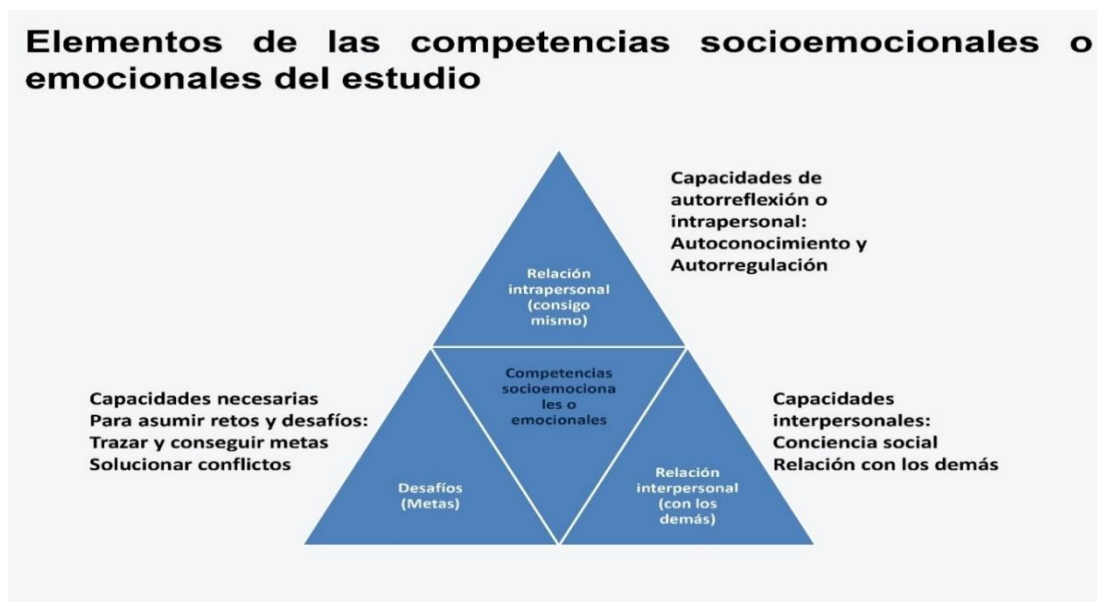 Elementos de las competencias socioemocionales o
emocionales del estudio
Capacidades de
autorreflexión o
intrapersonal:
Autoconocimiento y
Autorregulación
Relación
intrapersonal
(consigo
mismo)
Competencias
socioemociona
les o
emocionales
Capacidades necesarias
Para asumir retos y desafíos:
Trazar y conseguir metas
Solucionar conflictos
Capacidades
interpersonales:
Conciencia social
Relación con los demás
Desafíos
(Metas)
Relación
interpersonal
(con los
demás)